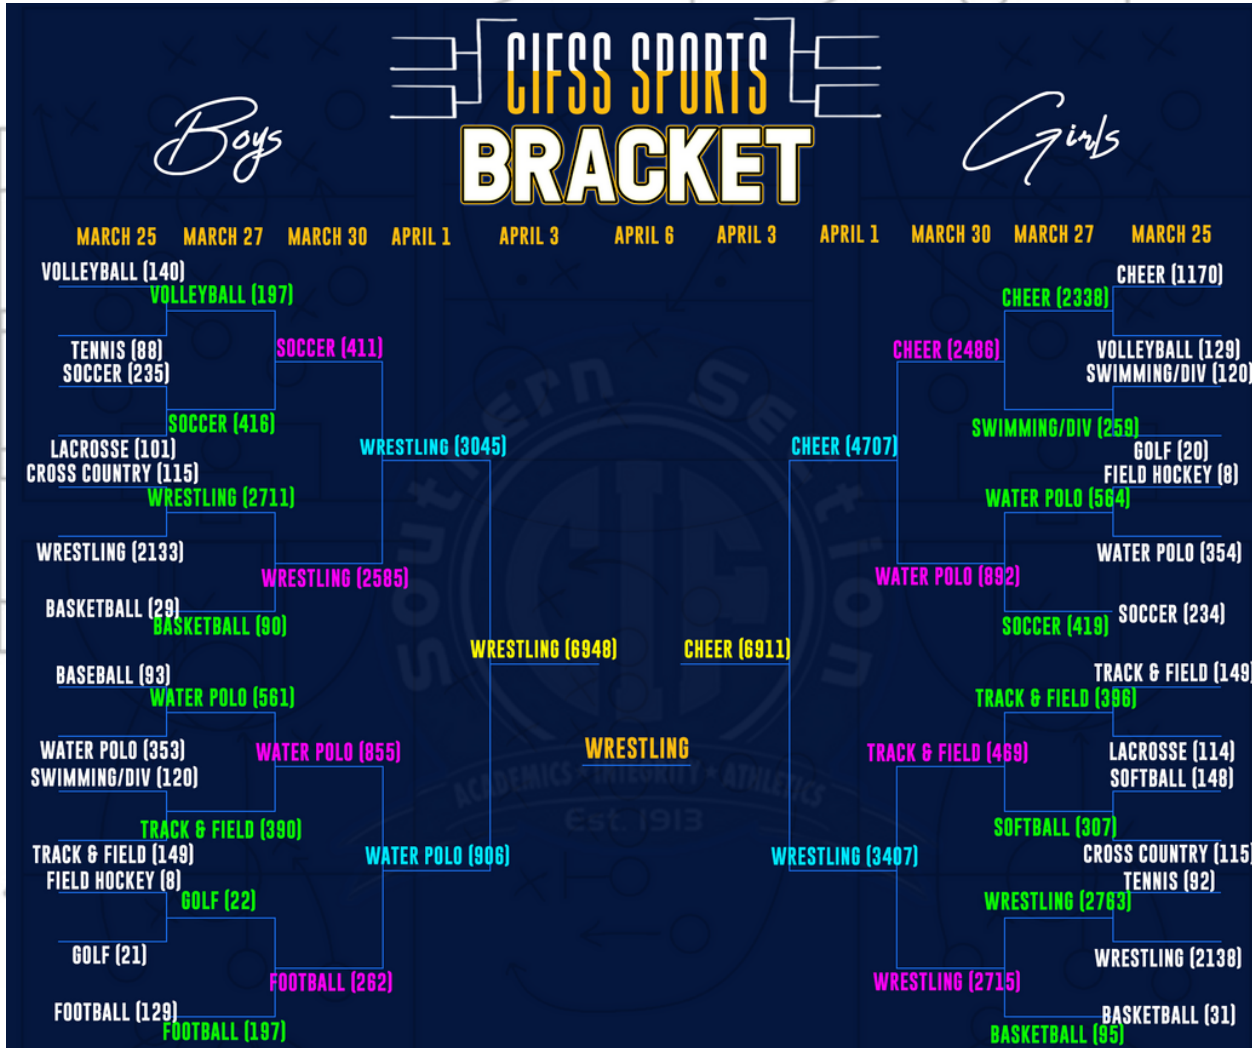 CIFSS SPORTS
BRACKET
Boys
Girls
MARCH 25 MARCH 27 MARCH 30 APRIL 1 APRIL 3 APRIL 6 APRIL 3 APRIL 1 MARCH 30 MARCH 27 MARCH 25
VOLLEYBALL (140)
TENNIS (88)
SOCCER (235)
LACROSSE (101)
CROSS COUNTRY (115)
WRESTLING (2133)
BASKETBALL (29)
BASEBALL (93)
WATER POLO (353)
SWIMMING/DIV (120)
TRACK & FIELD (149)
FIELD HOCKEY (8)
GOLF (21)
FOOTBALL (129)
VOLLEYBALL (197)
SOCCER (416)
WRESTLING (2711)
BASKETBALL (90)
WATER POLO (561)
TRACK & FIELD (390)
GOLF (22)
FOOTBALL (197)
SOCCER (411)
WRESTLING (2585)
WATER POLO (855)
FOOTBALL (262)
WRESTLING (3045)
WATER POLO (906)
WRESTLING (6948)
WRESTLING
CHEER (6911)
CHEER (4707)
WRESTLING (3407)
CHEER (2486)
WATER POLO (892)
TRACK & FIELD (469)
WRESTLING (2715)
CHEER (2338)
SWIMMING/DIV (259)
WATER POLO (564)
SOCCER (419)
TRACK & FIELD (396)
SOFTBALL (307)
WRESTLING (2763)
BASKETBALL (95)
CHEER (1170)
VOLLEYBALL (129)
SWIMMING/DIV (120)
GOLF (20)
FIELD HOCKEY (8)
WATER POLO (354)
SOCCER (234)
TRACK & FIELD (149)
LACROSSE (114)
SOFTBALL (148)
CROSS COUNTRY (115)
TENNIS (92)
WRESTLING (2138)
BASKETBALL (31)
Southern Section
CIF
ACADEMICS * INTEGRITY * ATHLETICS
Est. 1913